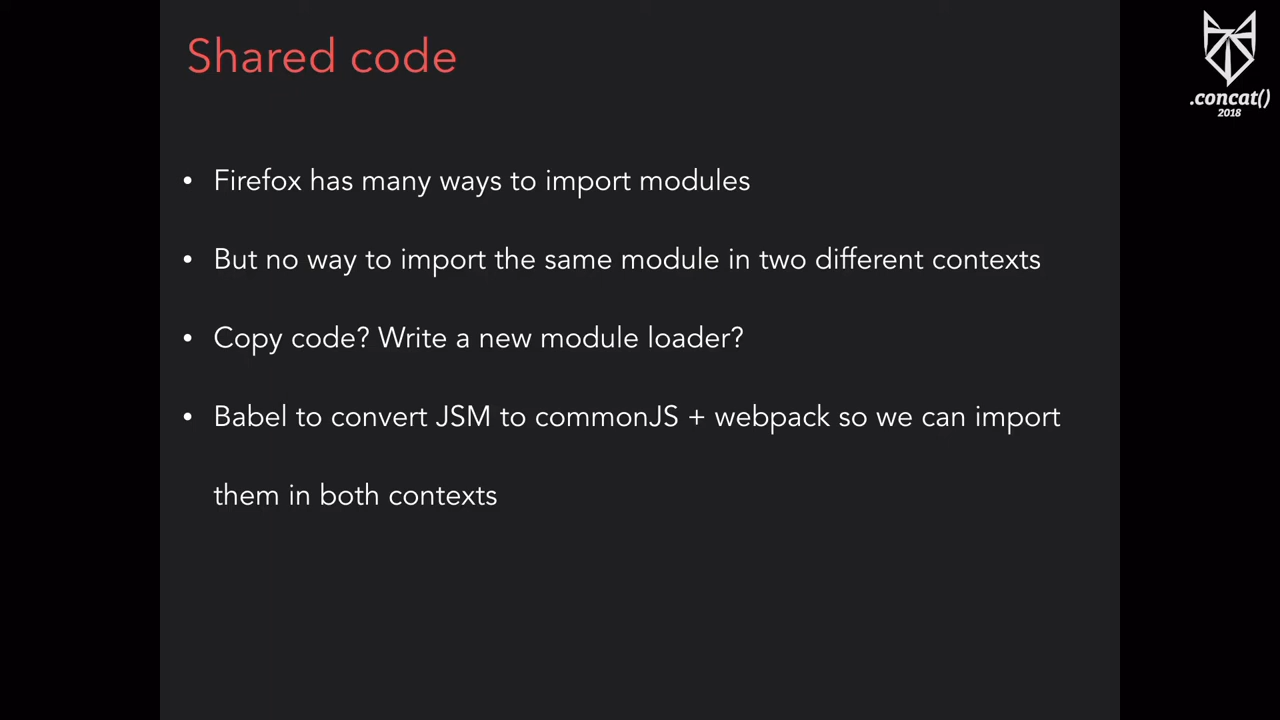 Shared code
.concat()
2018
• Firefox has many ways to import modules
• But no way to import the same module in two different contexts
• Copy code? Write a new module loader?
• Babel to convert JSM to commonJS + webpack so we can import
them in both contexts